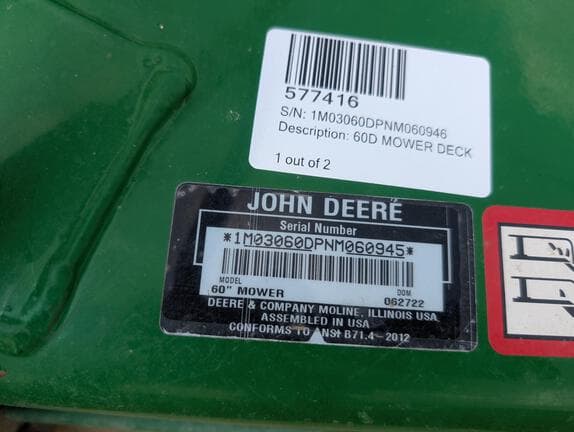 577416
S/N: 1M03060DPNM060946
Description: 60D MOWER DECK
1 out of 2
JOHN DEERE
Serial Number
*1M03060DPNM060945*
MODEL DOM
60" MOWER 062722
DEERE & COMPANY MOLINE, ILLINOIS USA
ASSEMBLED IN USA
CONFORMS TO ANSI B71.4-2012